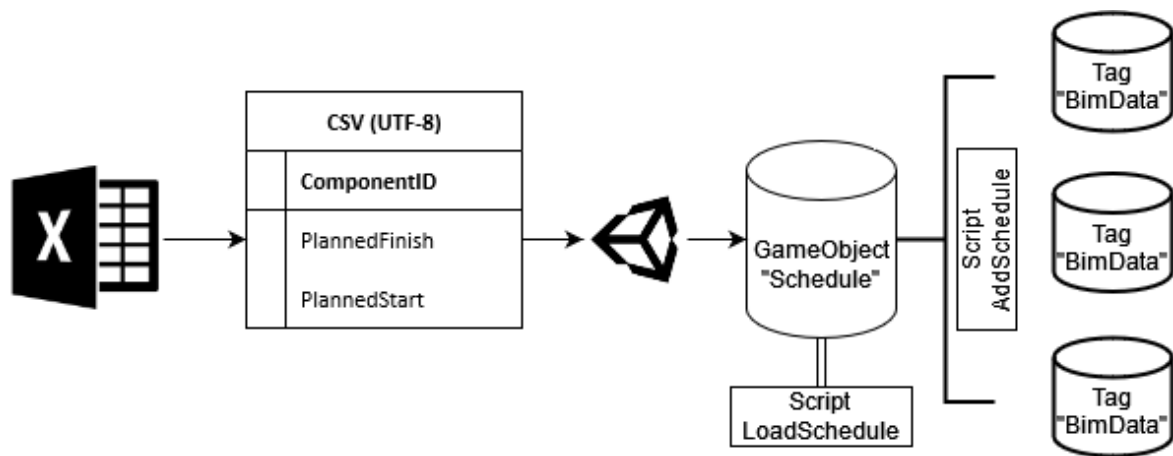 X
CSV (UTF-8)
ComponentID
PlannedFinish
PlannedStart
GameObject
"Schedule"
Script
LoadSchedule
Script
AddSchedule
Tag
"BimData"
Tag
"BimData"
Tag
"BimData"